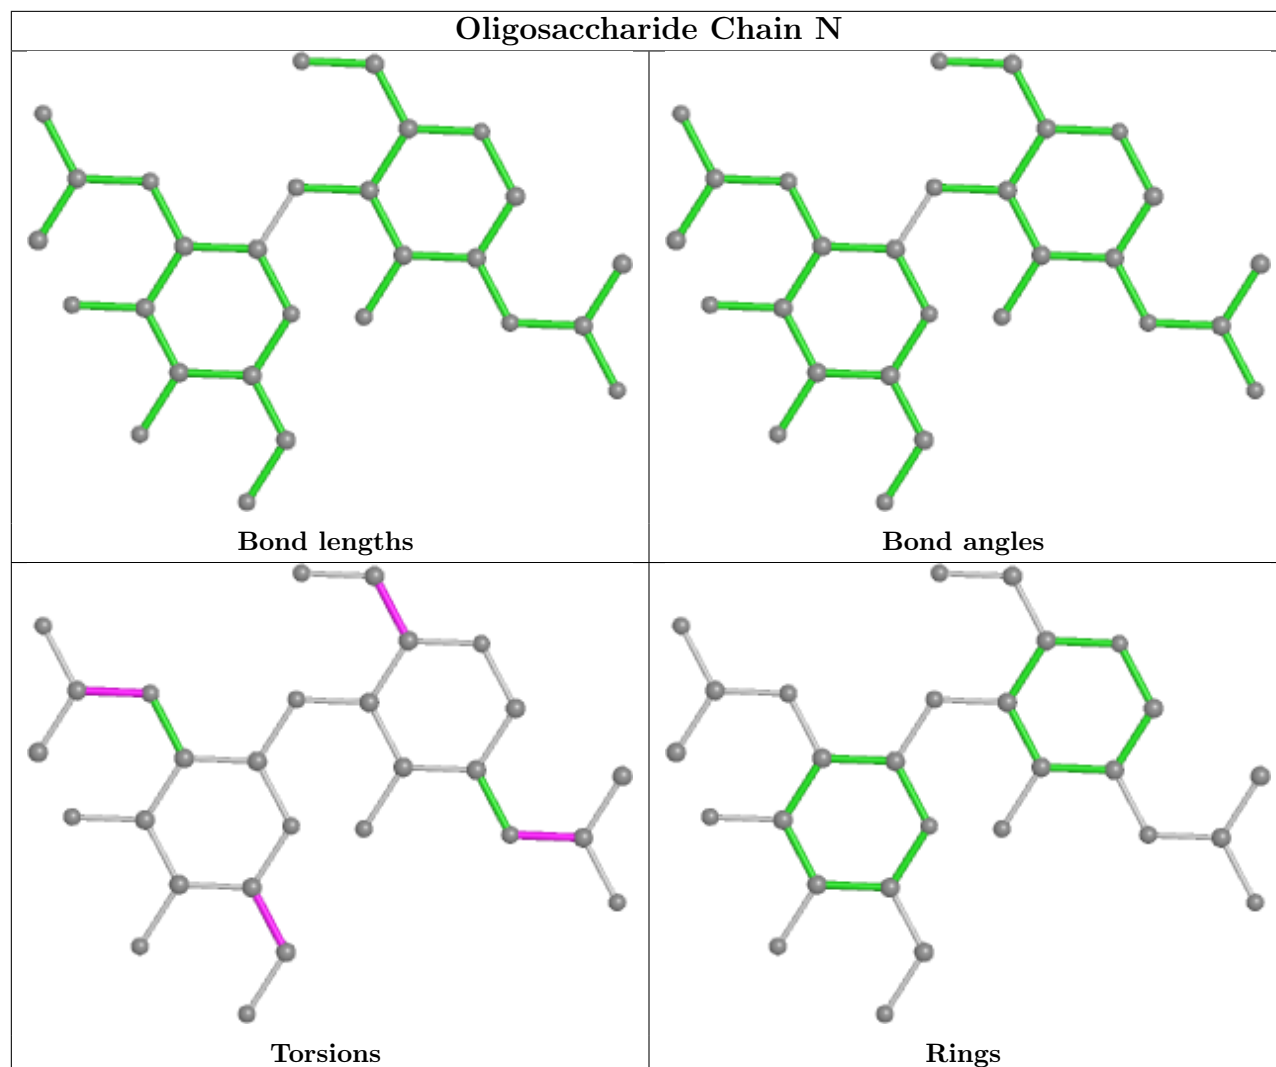 Oligosaccharide Chain N
Bond lengths
Bond angles
Torsions
Rings